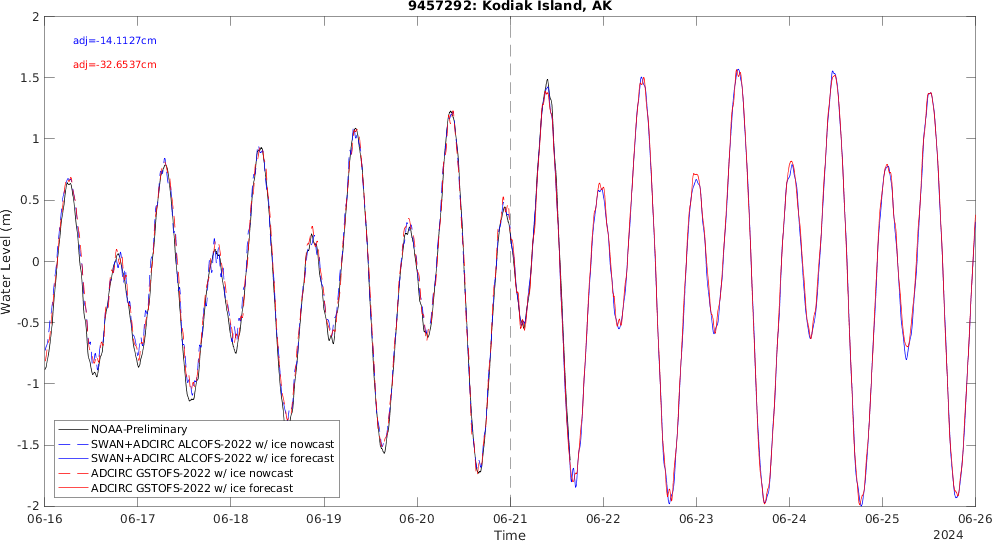 9457292: Kodiak Island, AK
adj=-14.1127cm
adj=-32.6537cm
2
1.5
1
0.5
0
-0.5
-1
-1.5
-2
Water Level (m)
NOAA-Preliminary
SWAN+ADCIRC ALCOFS-2022 w/ ice nowcast
SWAN+ADCIRC ALCOFS-2022 w/ ice forecast
ADCIRC GSTOFS-2022 w/ ice nowcast
ADCIRC GSTOFS-2022 w/ ice forecast
06-16 06-17 06-18 06-19 06-20 06-21 06-22 06-23 06-24 06-25 06-26
Time
2024